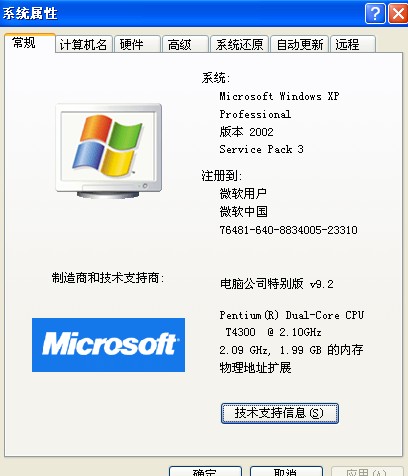 系统属性
常规
计算机名
硬件
高级
系统还原
自动更新
远程
系统:
Microsoft Windows XP
Professional
版本 2002
Service Pack 3
注册到:
微软用户
微软中国
76481-640-8834005-23310
制造商和技术支持商:
电脑公司特别版 v9.2
Microsoft
Pentium(R) Dual-Core CPU
T4300 @ 2.10GHz
2.09 GHz, 1.99 GB 的内存
物理地址扩展
技术支持信息(S)
确定
取消
应用(A)